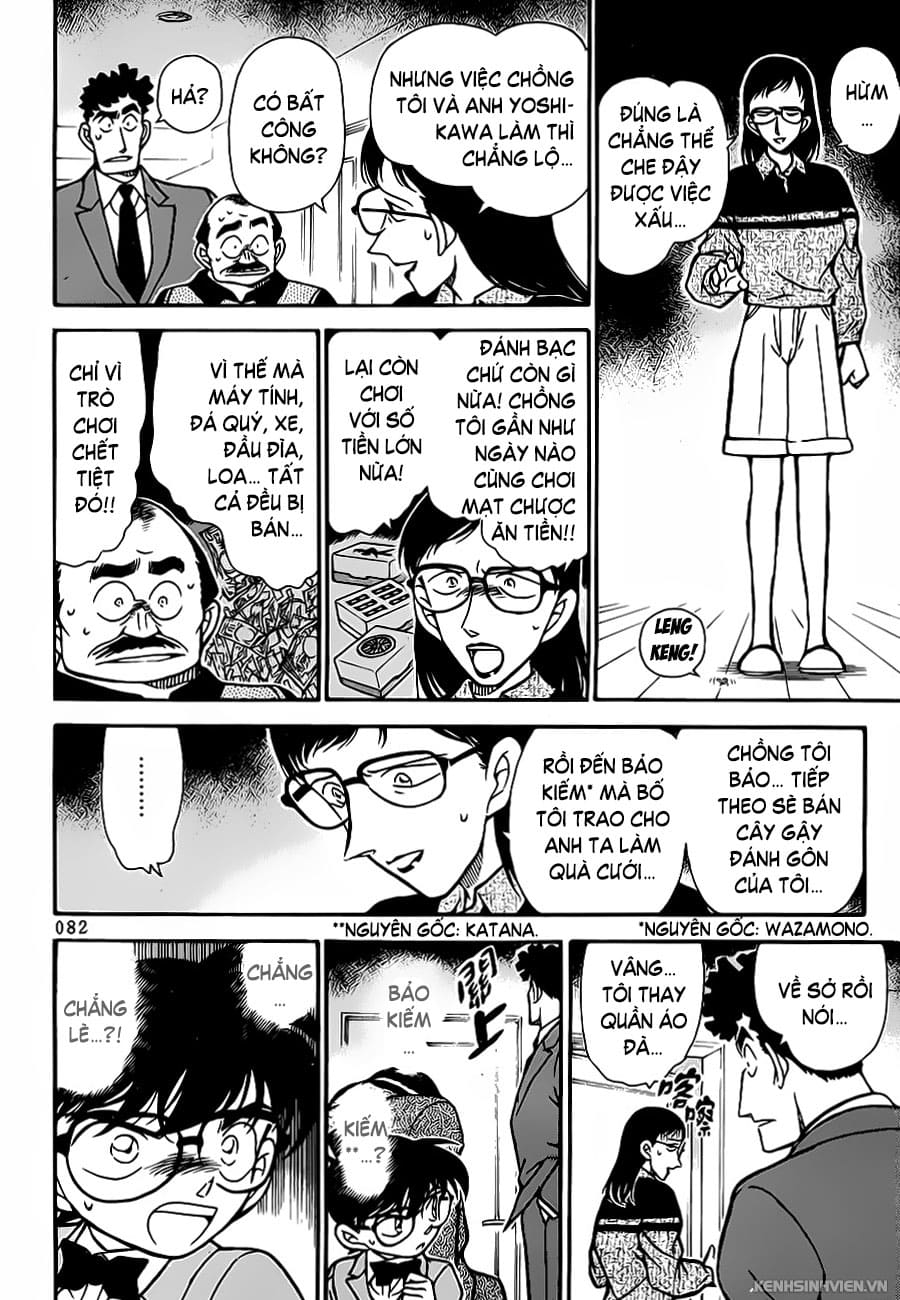 HỪM
...
ĐÚNG LÀ
CHẲNG THỂ
CHE ĐẬY
ĐƯỢC VIỆC
XẤU...
LENG
KENG!
NHƯNG VIỆC CHỒNG
TÔI VÀ ANH YOSHI-
KAWA LÀM THÌ
CHẲNG LỘ...
CÓ BẤT
CÔNG
KHÔNG?
HẢ?
ĐÁNH BẠC
CHỨ CÒN GÌ
NỮA! CHỒNG
TÔI GẦN NHƯ
NGÀY NÀO
CŨNG CHƠI
MẠT CHƯỢC
ĂN TIỀN!!
LẠI CÒN
CHƠI
VỚI SỐ
TIỀN LỚN
NỮA!
VÌ THẾ MÀ
MÁY TÍNH,
ĐÁ QUÝ, XE,
ĐẦU ĐĨA,
LOA... TẤT
CẢ ĐỀU BỊ
BÁN...
CHỈ VÌ
TRÒ
CHƠI
CHẾT
TIỆT
ĐÓ!!
CHỒNG TÔI
BẢO... TIẾP
THEO SẼ BÁN
CÂY GẬY
ĐÁNH GÔN
CỦA TÔI...
RỒI ĐẾN BẢO
KIẾM* MÀ BỐ
TÔI TRAO CHO
ANH TA LÀM
QUÀ CƯỚI...
........
082
**NGUYÊN GỐC: KATANA.
*NGUYÊN GỐC: WAZAMONO.
VỀ SỞ RỒI
NÓI...
VÂNG...
TÔI THAY
QUẦN ÁO
ĐÃ...
喀嚓
關上
BẢO
KIẾM
...
KIẾM
**...?
CHẲNG
...
CHẲNG
LẼ...?!
KENHSINHVIEN.VN